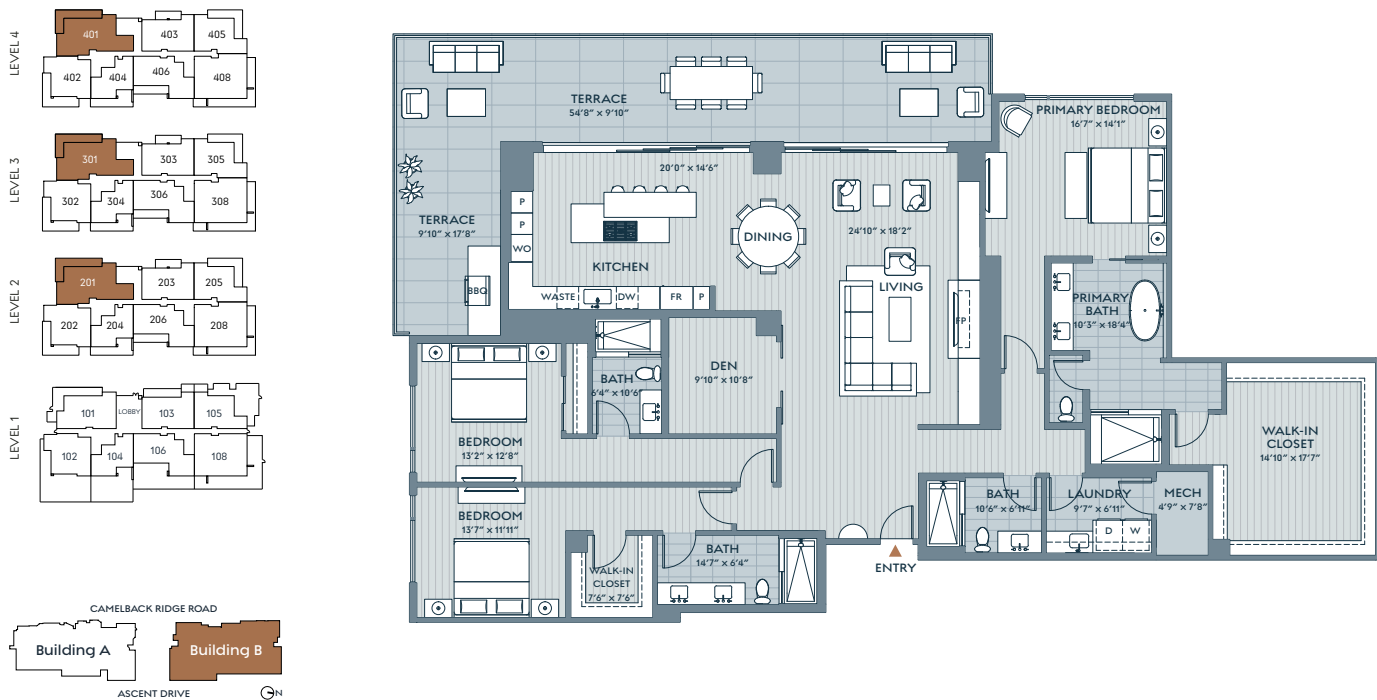 LEVEL 4
401
403
405
402
404
406
408
LEVEL 3
301
303
305
302
304
306
308
LEVEL 2
201
203
205
202
204
206
208
LEVEL 1
101
LOBBY
103
105
102
104
106
108
CAMELBACK RIDGE ROAD
Building A
Building B
ASCENT DRIVE
N
TERRACE
54'8" x 9'10"
TERRACE
9'10" x 17'8"
BBQ
20'0" x 14'6"
P
P
WO
KITCHEN
WASTE
DW
FR
P
DINING
24'10" x 18'2"
LIVING
FP
PRIMARY BEDROOM
16'7" x 14'1"
PRIMARY
BATH
10'3" x 18'4"
DEN
9'10" x 10'8"
BATH
6'4" x 10'6"
BEDROOM
13'2" x 12'8"
BEDROOM
13'7" x 11'11"
WALK-IN
CLOSET
7'6" x 7'6"
BATH
14'7" x 6'4"
ENTRY
BATH
10'6" x 6'11"
LAUNDRY
9'7" x 6'11"
D
W
MECH
4'9" x 7'8"
WALK-IN
CLOSET
14'10" x 17'7"